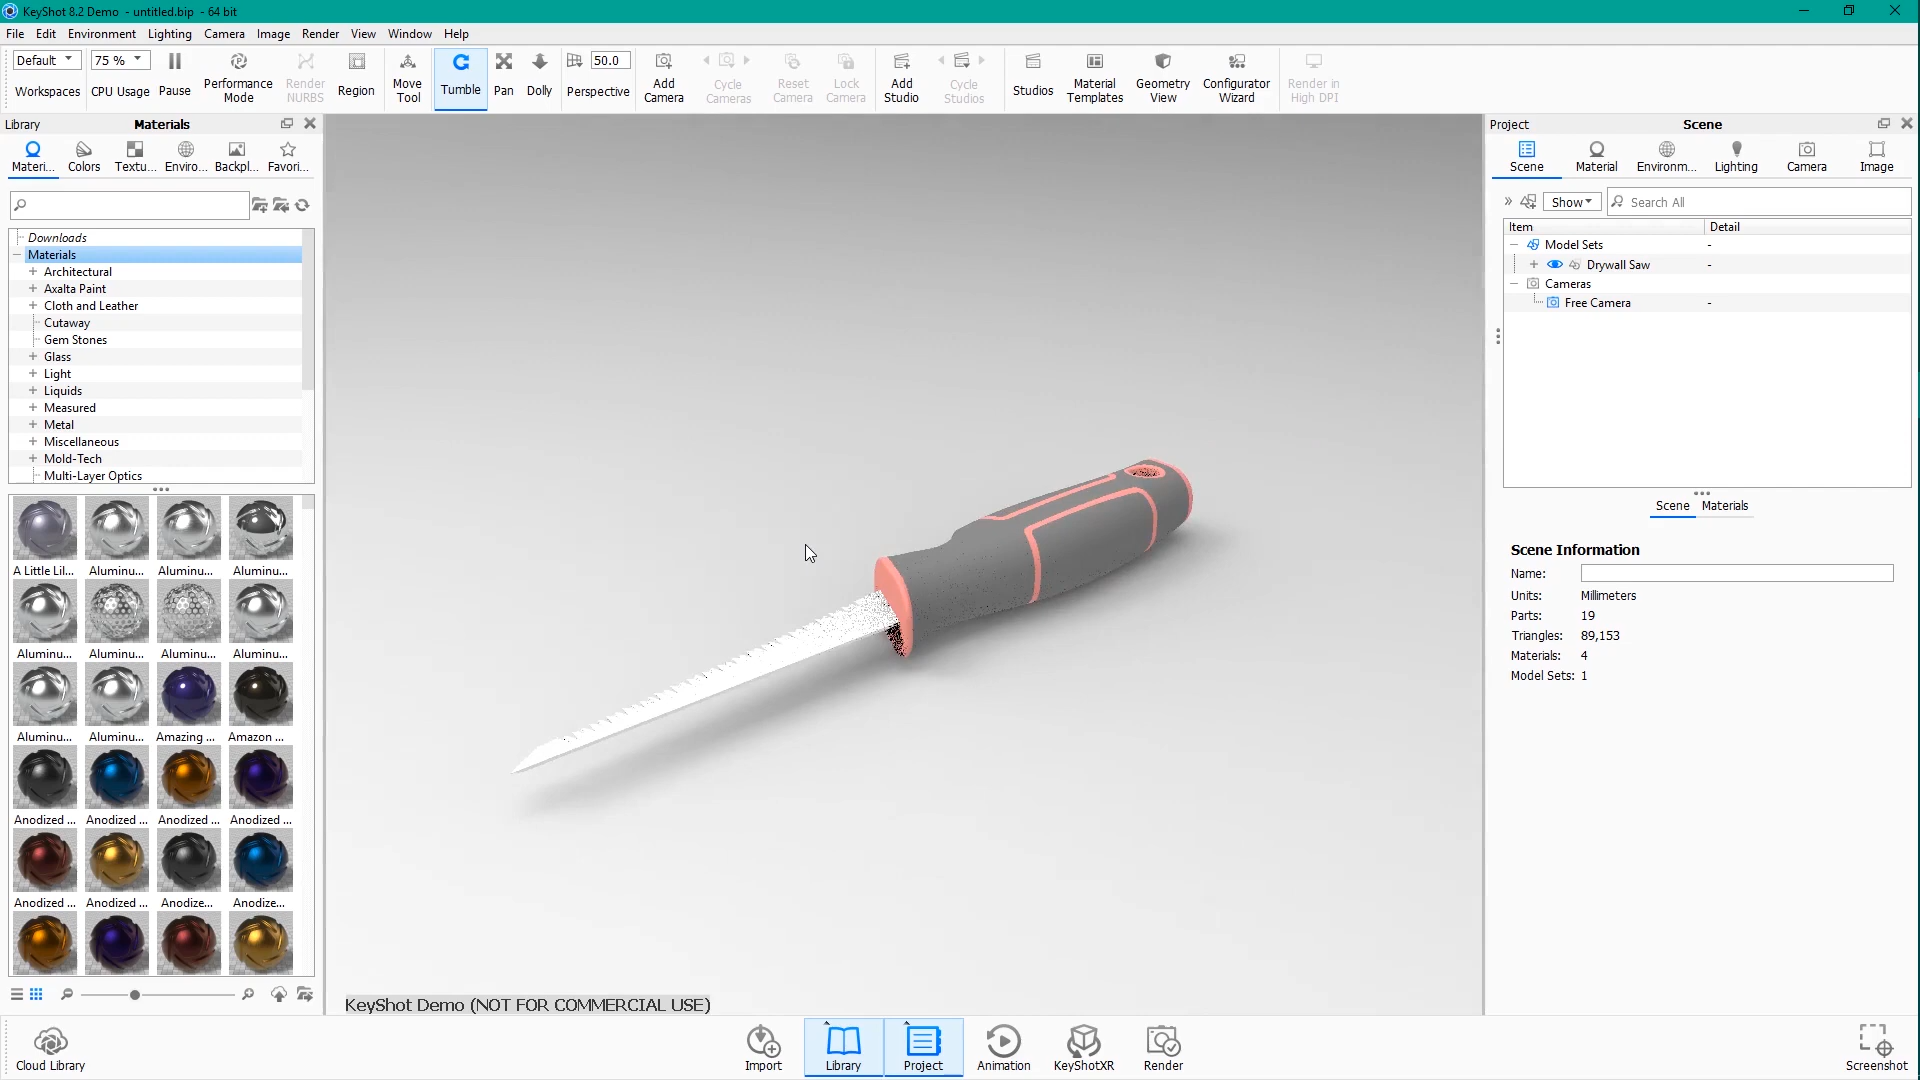 KeyShot 8.2 Demo - untitled.bip - 64 bit
File Edit Environment Lighting Camera Image Render View Window Help
Default 75 % 50.0
Workspaces CPU Usage Pause Performance Mode Render NURBS Region Move Tool Tumble Pan Dolly Perspective Add Camera Cycle Cameras Reset Camera Lock Camera Add Studio Cycle Studios Studios Material Templates Geometry View Configurator Wizard Render in High DPI
Library Materials
Materi... Colors Textu... Enviro... Backpl... Favori...
Downloads
Materials
Architectural
Axalta Paint
Cloth and Leather
Cutaway
Gem Stones
Glass
Light
Liquids
Measured
Metal
Miscellaneous
Mold-Tech
Multi-Layer Optics
A Little Lil... Aluminu... Aluminu... Aluminu...
Aluminu... Aluminu... Aluminu... Aluminu...
Aluminu... Aluminu... Amazing ... Amazon ...
Anodized ... Anodized ... Anodized ... Anodized ...
Anodized ... Anodized ... Anodize... Anodize...
KeyShot Demo (NOT FOR COMMERCIAL USE)
Project Scene
Scene Material Environm... Lighting Camera Image
Show Search All
Item Detail
Model Sets -
Drywall Saw -
Cameras
Free Camera -
Scene Materials
Scene Information
Name:
Units: Millimeters
Parts: 19
Triangles: 89,153
Materials: 4
Model Sets: 1
Cloud Library Import Library Project Animation KeyShotXR Render Screenshot